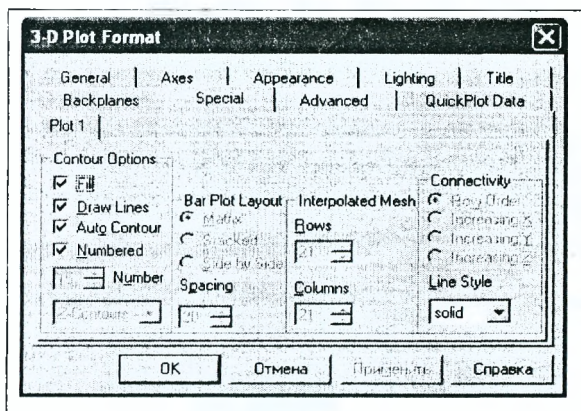 3-D Plot Format
General Axes Appearance Lighting Title
Backplanes Special Advanced QuickPlot Data
Plot 1
Contour Options
Fill
Draw Lines
Auto Contour
Numbered
Number
Z-Contours
Bar Plot Layout
Matrix
Stacked
Side by Side
Spacing
20
Interpolated Mesh
Rows
21
Columns
21
Connectivity
Row Order
Increasing X
Increasing Y
Increasing Z
Line Style
solid
OK Отмена Применить Справка